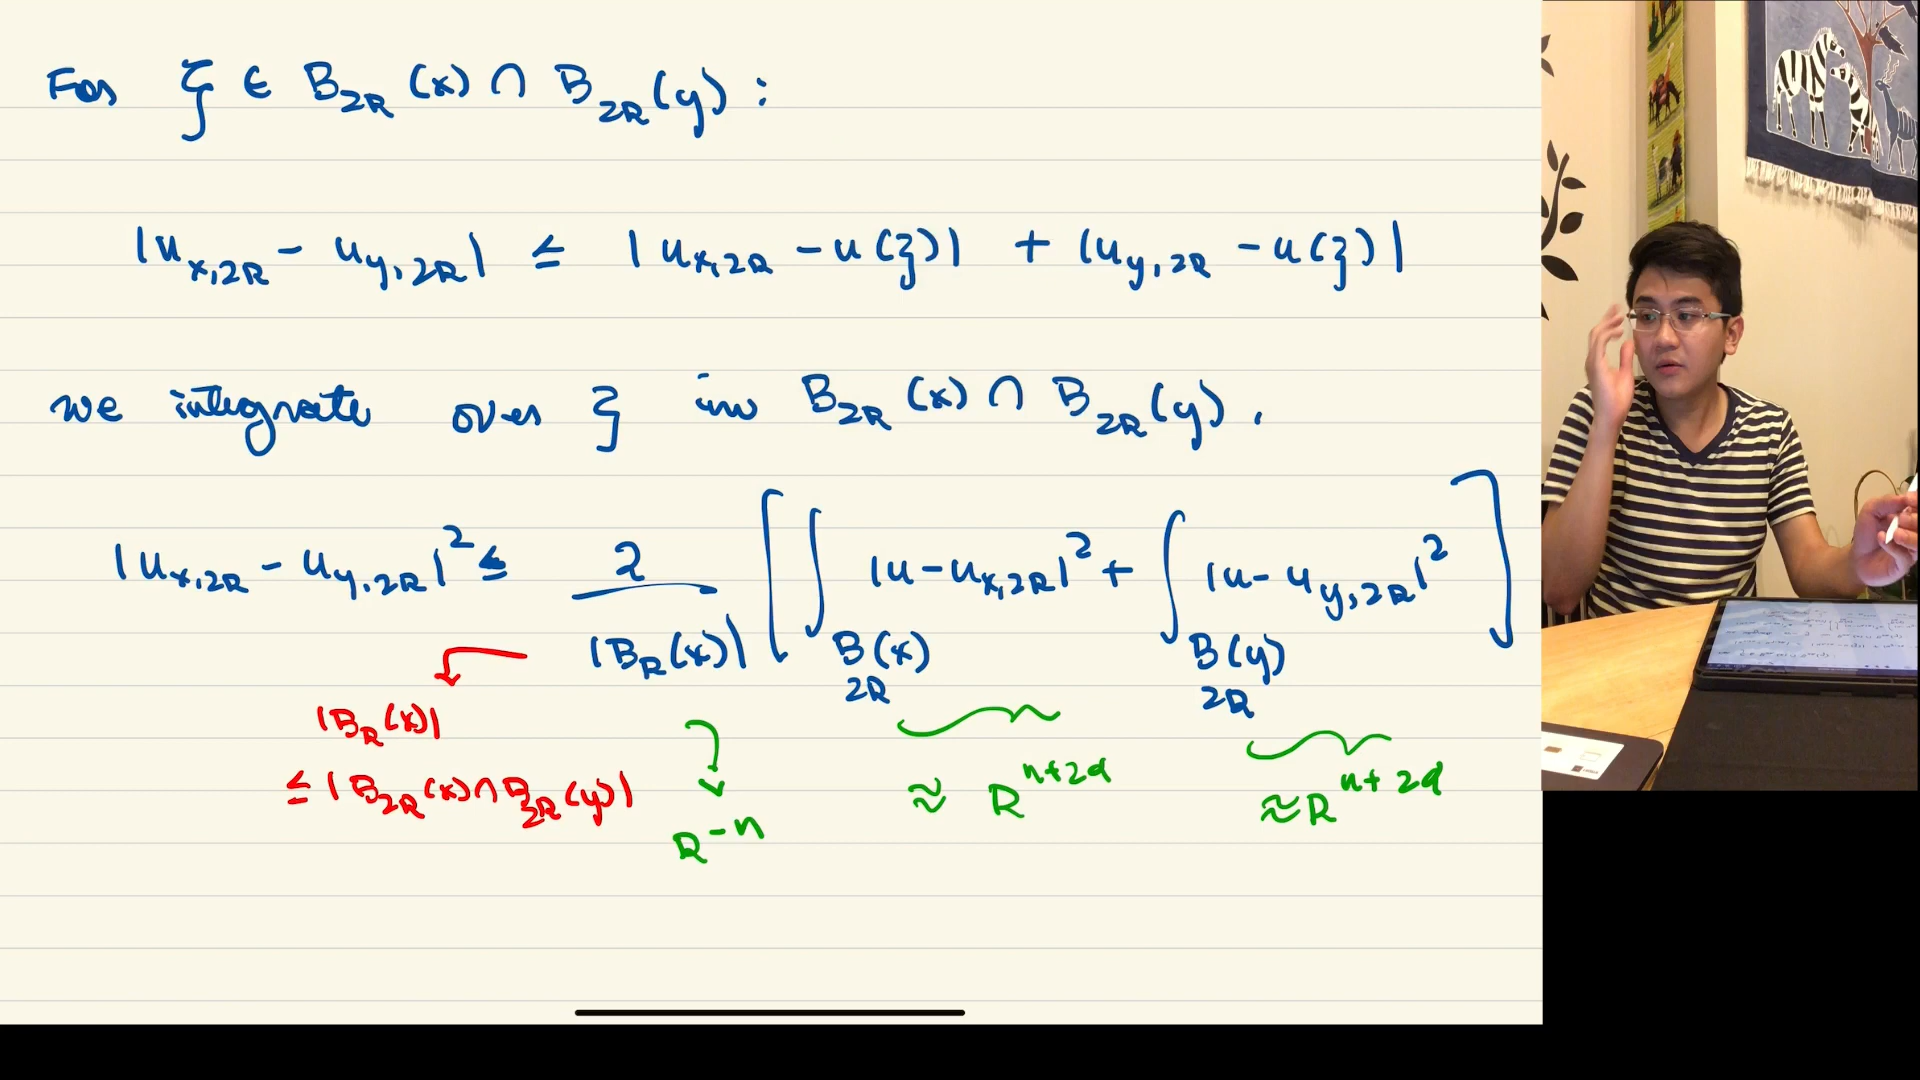 For ξ ∈ B_{2R}(x) ∩ B_{2R}(y) :
|u_{x,2R} - u_{y,2R}| ≤ |u_{x,2R} - u(ξ)| + |u_{y,2R} - u(ξ)|
we integrate over ξ in B_{2R}(x) ∩ B_{2R}(y).
|u_{x,2R} - u_{y,2R}|^2 ≤ 2/|B_R(x)| [ ∫_{B_{2R}(x)} |u - u_{x,2R}|^2 + ∫_{B_{2R}(y)} |u - u_{y,2R}|^2 ]
|B_R(x)|
≤ |B_{2R}(x) ∩ B_{2R}(y)|
R^{-n}
≈ R^{n+2α}
≈ R^{n+2α}